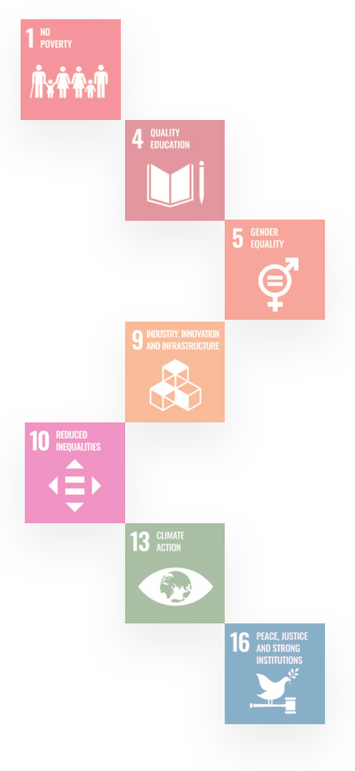 1 NO
POVERTY
4 QUALITY
EDUCATION
5 GENDER
EQUALITY
9 INDUSTRY, INNOVATION
AND INFRASTRUCTURE
10 REDUCED
INEQUALITIES
13 CLIMATE
ACTION
16 PEACE, JUSTICE
AND STRONG
INSTITUTIONS